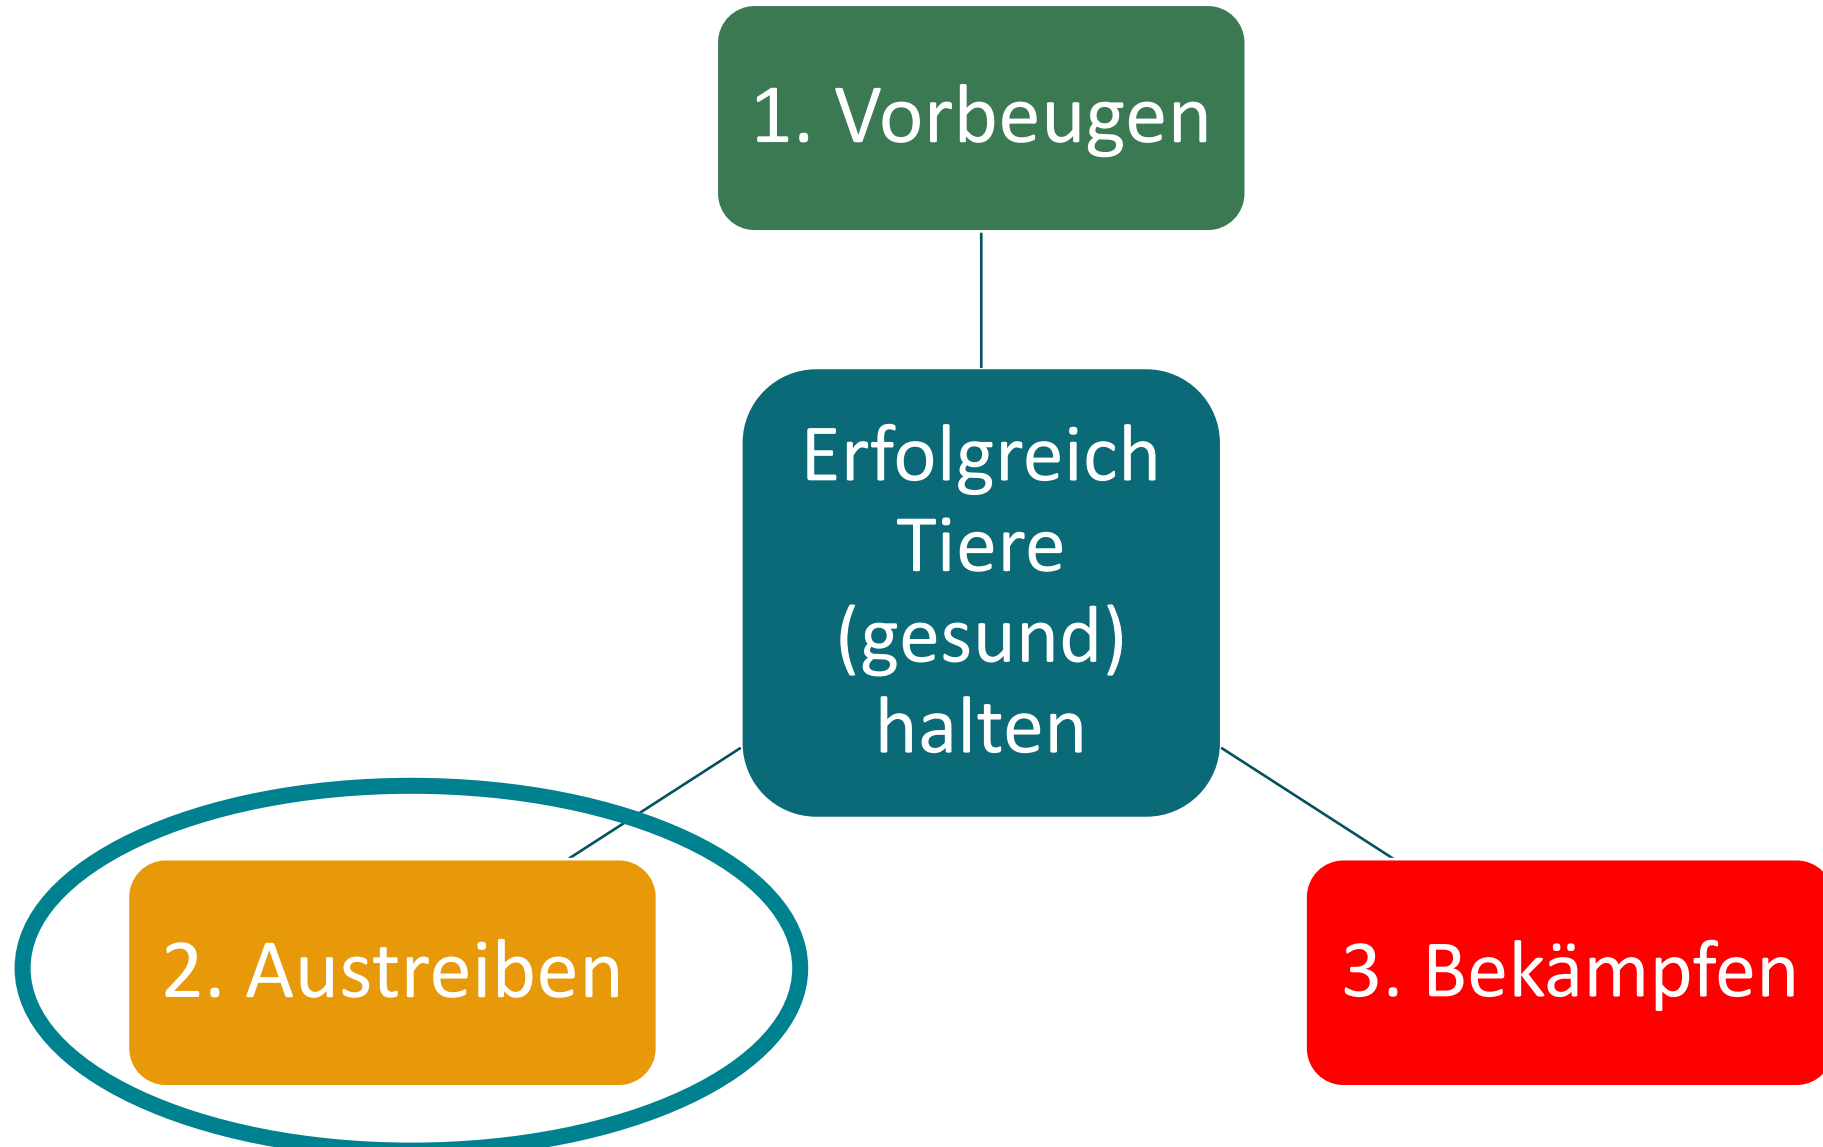 1. Vorbeugen
Erfolgreich
Tiere
(gesund)
halten
2. Austreiben
3. Bekämpfen